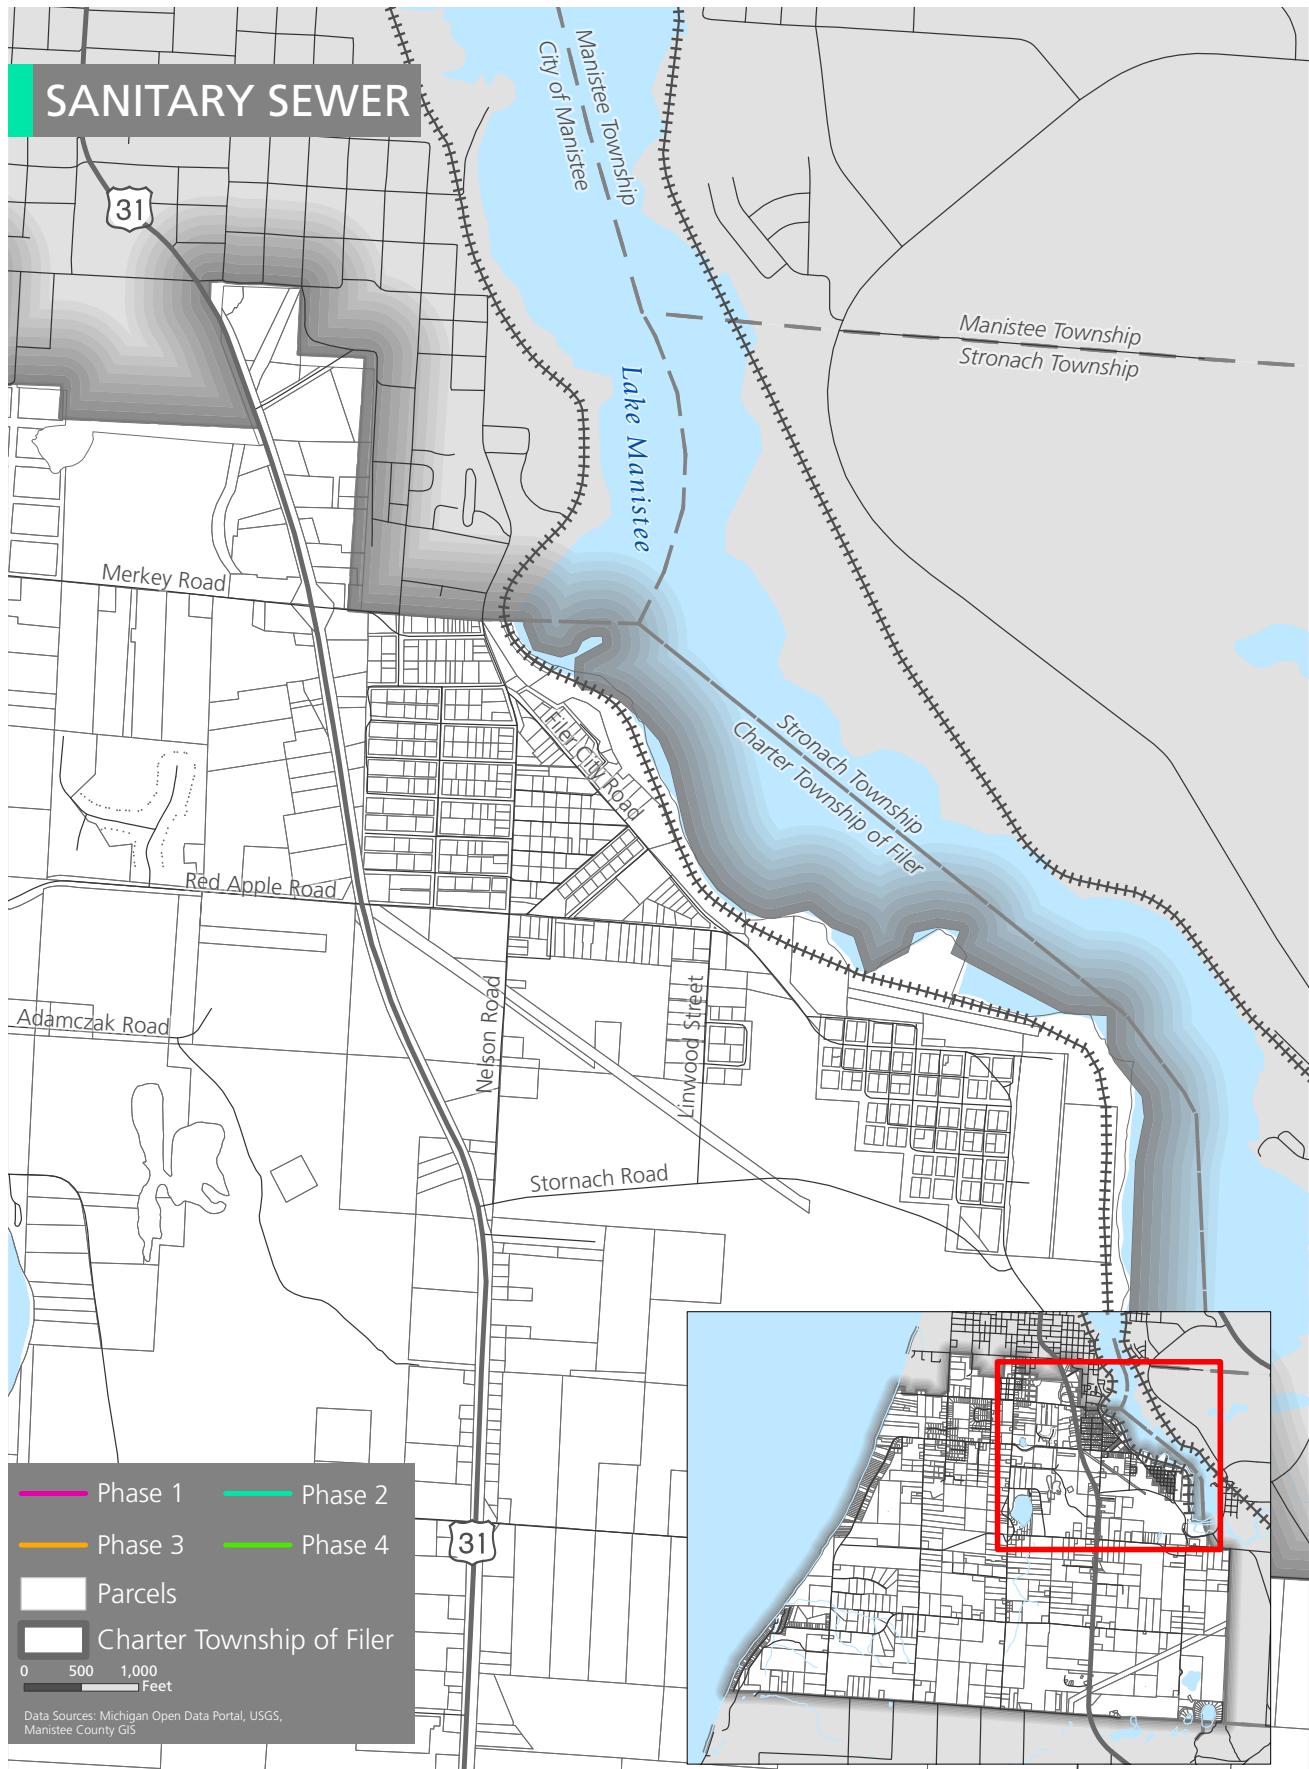 SANITARY SEWER
Manistee Township
City of Manistee
31
Manistee Township
Stronach Township
Lake Manistee
Merkey Road
Filer City Road
Stronach Township
Charter Township of Filer
Red Apple Road
Nelson Road
Linwood Street
Adamczak Road
Stornach Road
31
Phase 1
Phase 2
Phase 3
Phase 4
Parcels
Charter Township of Filer
0 500 1,000
Feet
Data Sources: Michigan Open Data Portal, USGS,
Manistee County GIS